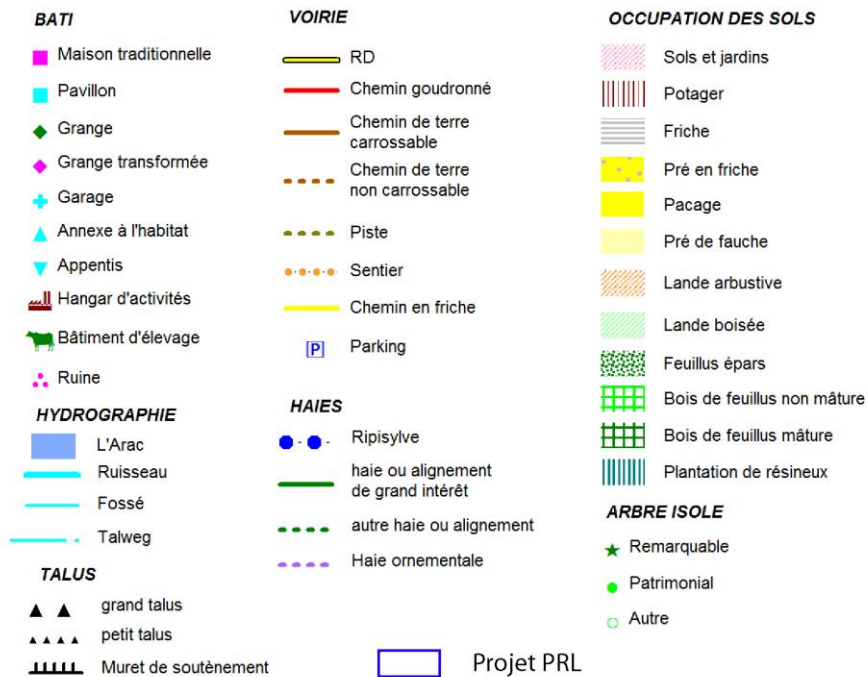 BATI
Maison traditionnelle
Pavillon
Grange
Grange transformée
Garage
Annexe à l'habitat
Appentis
Hangar d'activités
Bâtiment d'élevage
Ruine
HYDROGRAPHIE
L'Arac
Ruisseau
Fossé
Talweg
TALUS
grand talus
petit talus
Muret de soutènement
VOIRIE
RD
Chemin goudronné
Chemin de terre
carrossable
Chemin de terre
non carrossable
Piste
Sentier
Chemin en friche
P
Parking
HAIES
Ripisylve
haie ou alignement
de grand intérêt
autre haie ou alignement
Haie ornementale
Projet PRL
OCCUPATION DES SOLS
Sols et jardins
Potager
Friche
Pré en friche
Pacage
Pré de fauche
Lande arbustive
Lande boisée
Feuillus épars
Bois de feuillus non mâture
Bois de feuillus mâture
Plantation de résineux
ARBRE ISOLE
Remarquable
Patrimonial
Autre